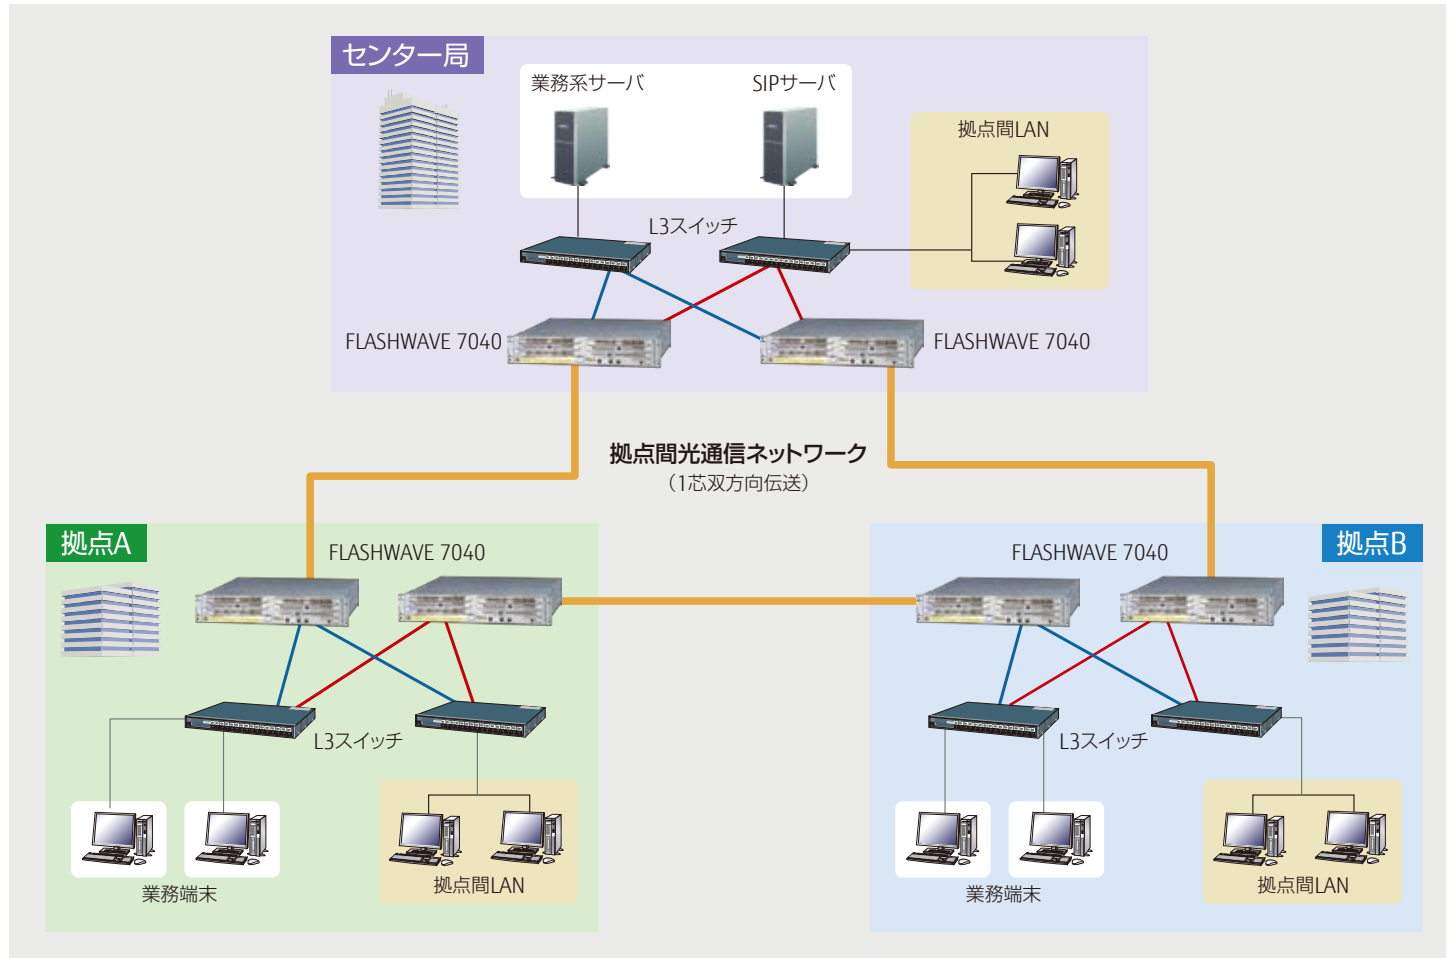 センター局
業務系サーバ
SIPサーバ
拠点間LAN
L3スイッチ
FLASHWAVE 7040
FLASHWAVE 7040
拠点間光通信ネットワーク
（1芯双方向伝送）
拠点A
FLASHWAVE 7040
L3スイッチ
業務端末
拠点間LAN
拠点B
FLASHWAVE 7040
L3スイッチ
業務端末
拠点間LAN